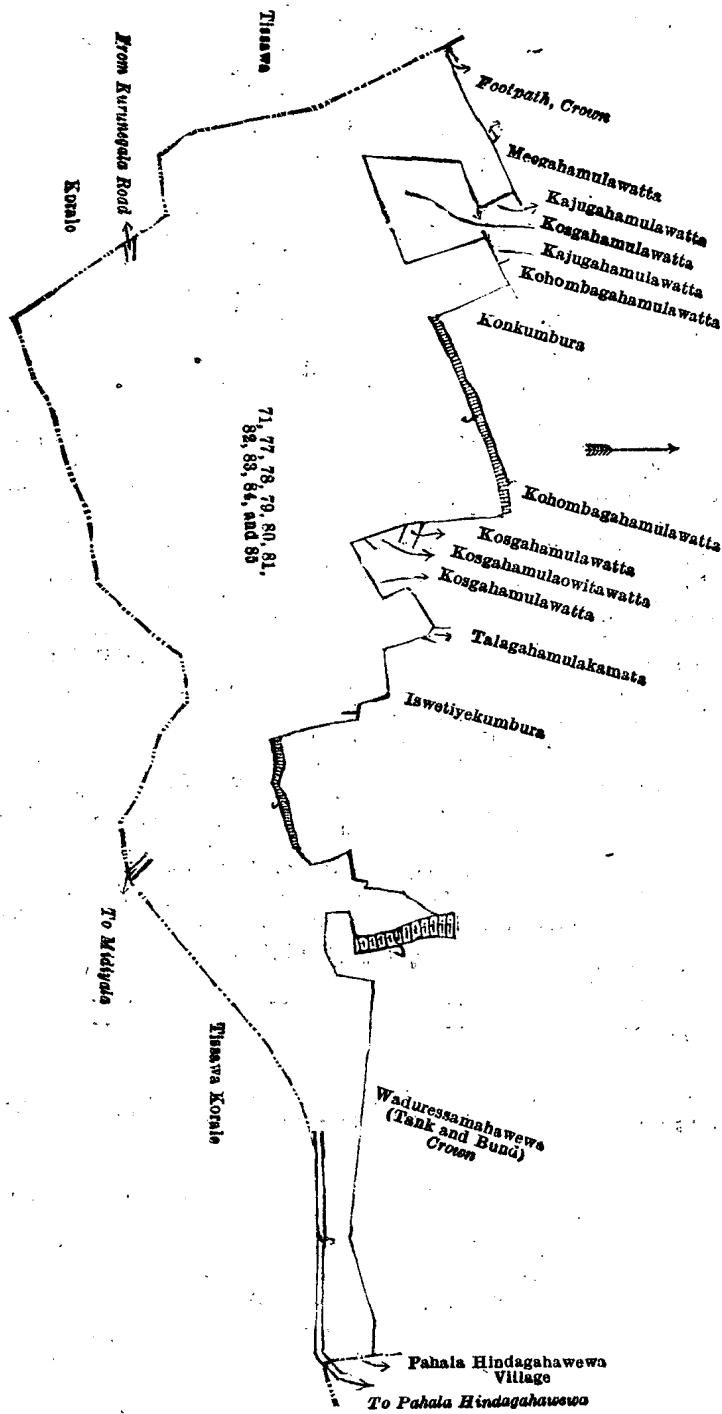 Tissawa
From Kurunegala Road
Korale
Footpath, Crown
Meegahamulawatta
Kajugahamulawatta
Kosgahamulawatta
Kajugahamulawatta
Kohombagahamulawatta
Konkumbura
71, 77, 78, 79, 80, 81,
82, 83, 84, and 85
Kohombagahamulawatta
Kosgahamulawatta
Kosgahamulaowitawatta
Kosgahamulawatta
Talagahamulakamata
Iswetiyekumbura
To Midiyala
Tissawa Korale
Waduressamahawewa
(Tank and Bund)
Crown
Pahala Hindagahawewa
Village
To Pahala Hindagahawewa